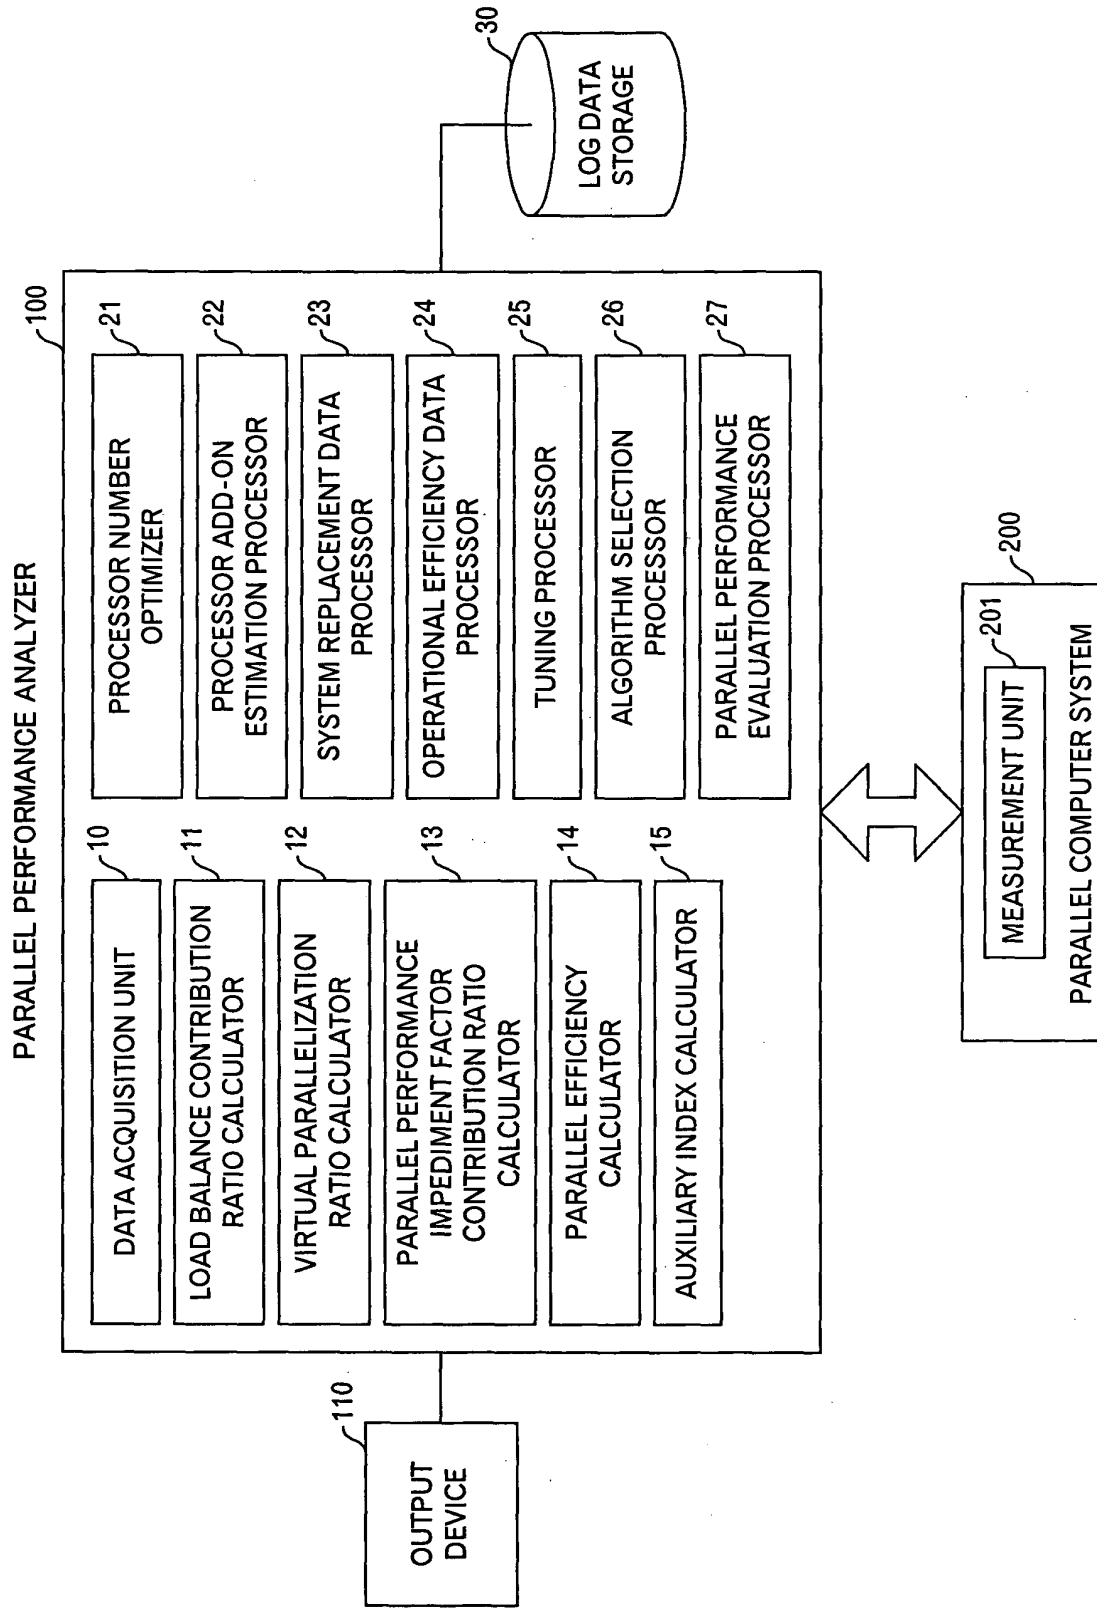 PARALLEL PERFORMANCE ANALYZER
100
10
DATA ACQUISITION UNIT
11
LOAD BALANCE CONTRIBUTION
RATIO CALCULATOR
12
VIRTUAL PARALLELIZATION
RATIO CALCULATOR
13
PARALLEL PERFORMANCE
IMPEDIMENT FACTOR
CONTRIBUTION RATIO
CALCULATOR
14
PARALLEL EFFICIENCY
CALCULATOR
15
AUXILIARY INDEX CALCULATOR
21
PROCESSOR NUMBER
OPTIMIZER
22
PROCESSOR ADD-ON
ESTIMATION PROCESSOR
23
SYSTEM REPLACEMENT DATA
PROCESSOR
24
OPERATIONAL EFFICIENCY DATA
PROCESSOR
25
TUNING PROCESSOR
26
ALGORITHM SELECTION
PROCESSOR
27
PARALLEL PERFORMANCE
EVALUATION PROCESSOR
110
OUTPUT
DEVICE
30
LOG DATA
STORAGE
200
201
MEASUREMENT UNIT
PARALLEL COMPUTER SYSTEM